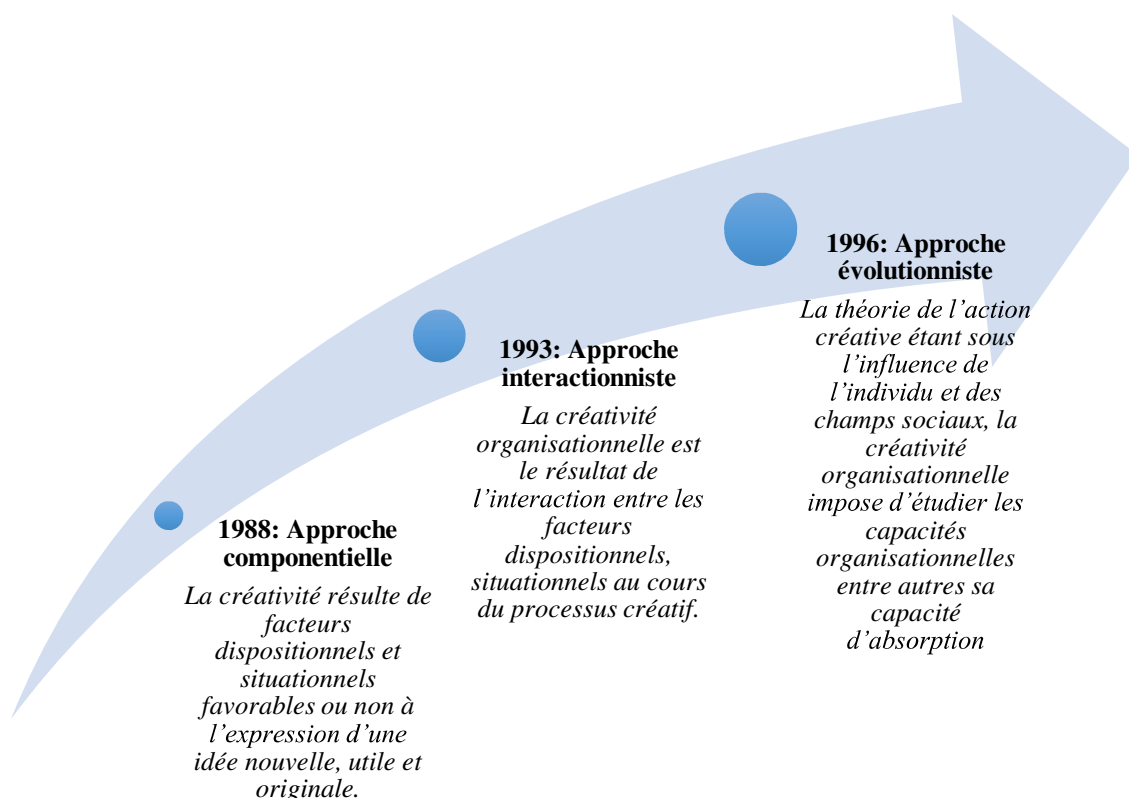 1988: Approche
componentielle
La créativité résulte de
facteurs
dispositionnels et
situationnels
favorables ou non à
l’expression d’une
idée nouvelle, utile et
originale.
1993: Approche
interactionniste
La créativité
organisationnelle est
le résultat de
l’interaction entre les
facteurs
dispositionnels,
situationnels au cours
du processus créatif.
1996: Approche
évolutionniste
La théorie de l’action
créative étant sous
l’influence de
l’individu et des
champs sociaux, la
créativité
organisationnelle
impose d’étudier les
capacités
organisationnelles
entre autres sa
capacité
d’absorption